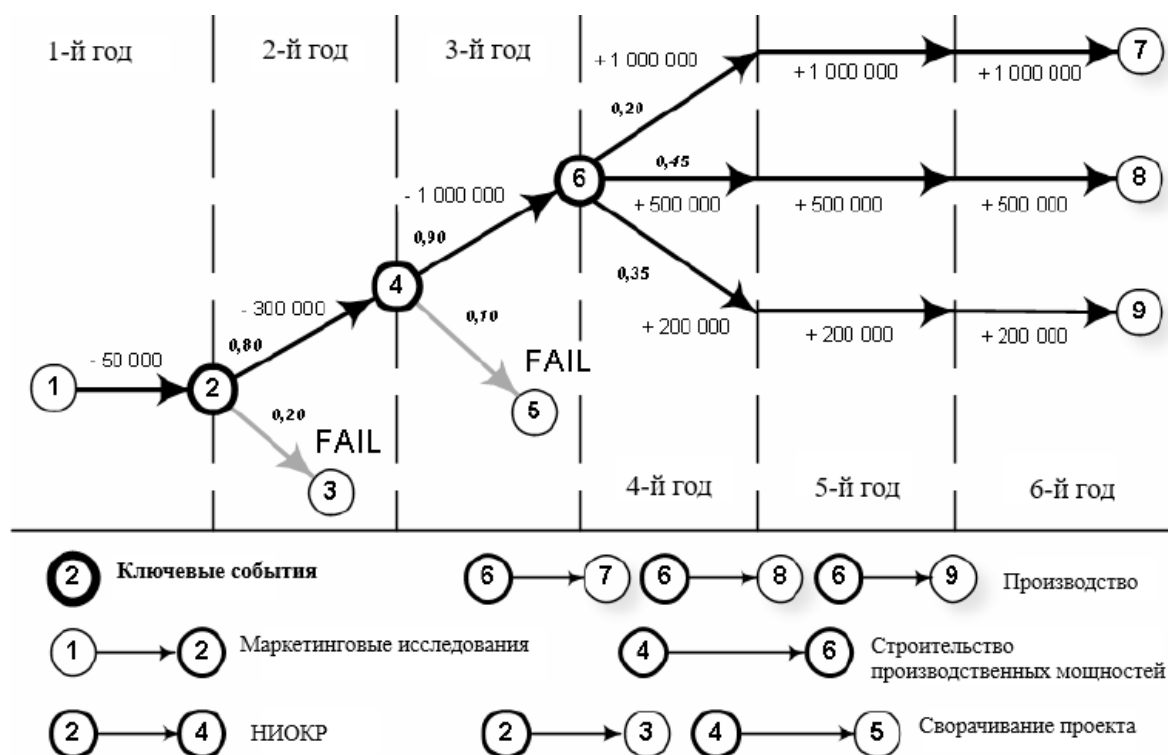 1-й год
2-й год
3-й год
+1 000 000
+1 000 000
+1 000 000
7
0,20
6
0,45
8
- 1 000 000
+ 500 000
+ 500 000
+ 500 000
0,90
0,35
4
- 300 000
0,10
+ 200 000
+ 200 000
+ 200 000
9
0,80
- 50 000
FAIL
1
2
5
0,20
FAIL
3
4-й год
5-й год
6-й год
2 Ключевые события
6 7 6 8 6 9 Производство
1 2 Маркетинговые исследования
4 6 Строительство
производственных мощностей
2 4 НИОКР
2 3 4 5 Сворачивание проекта